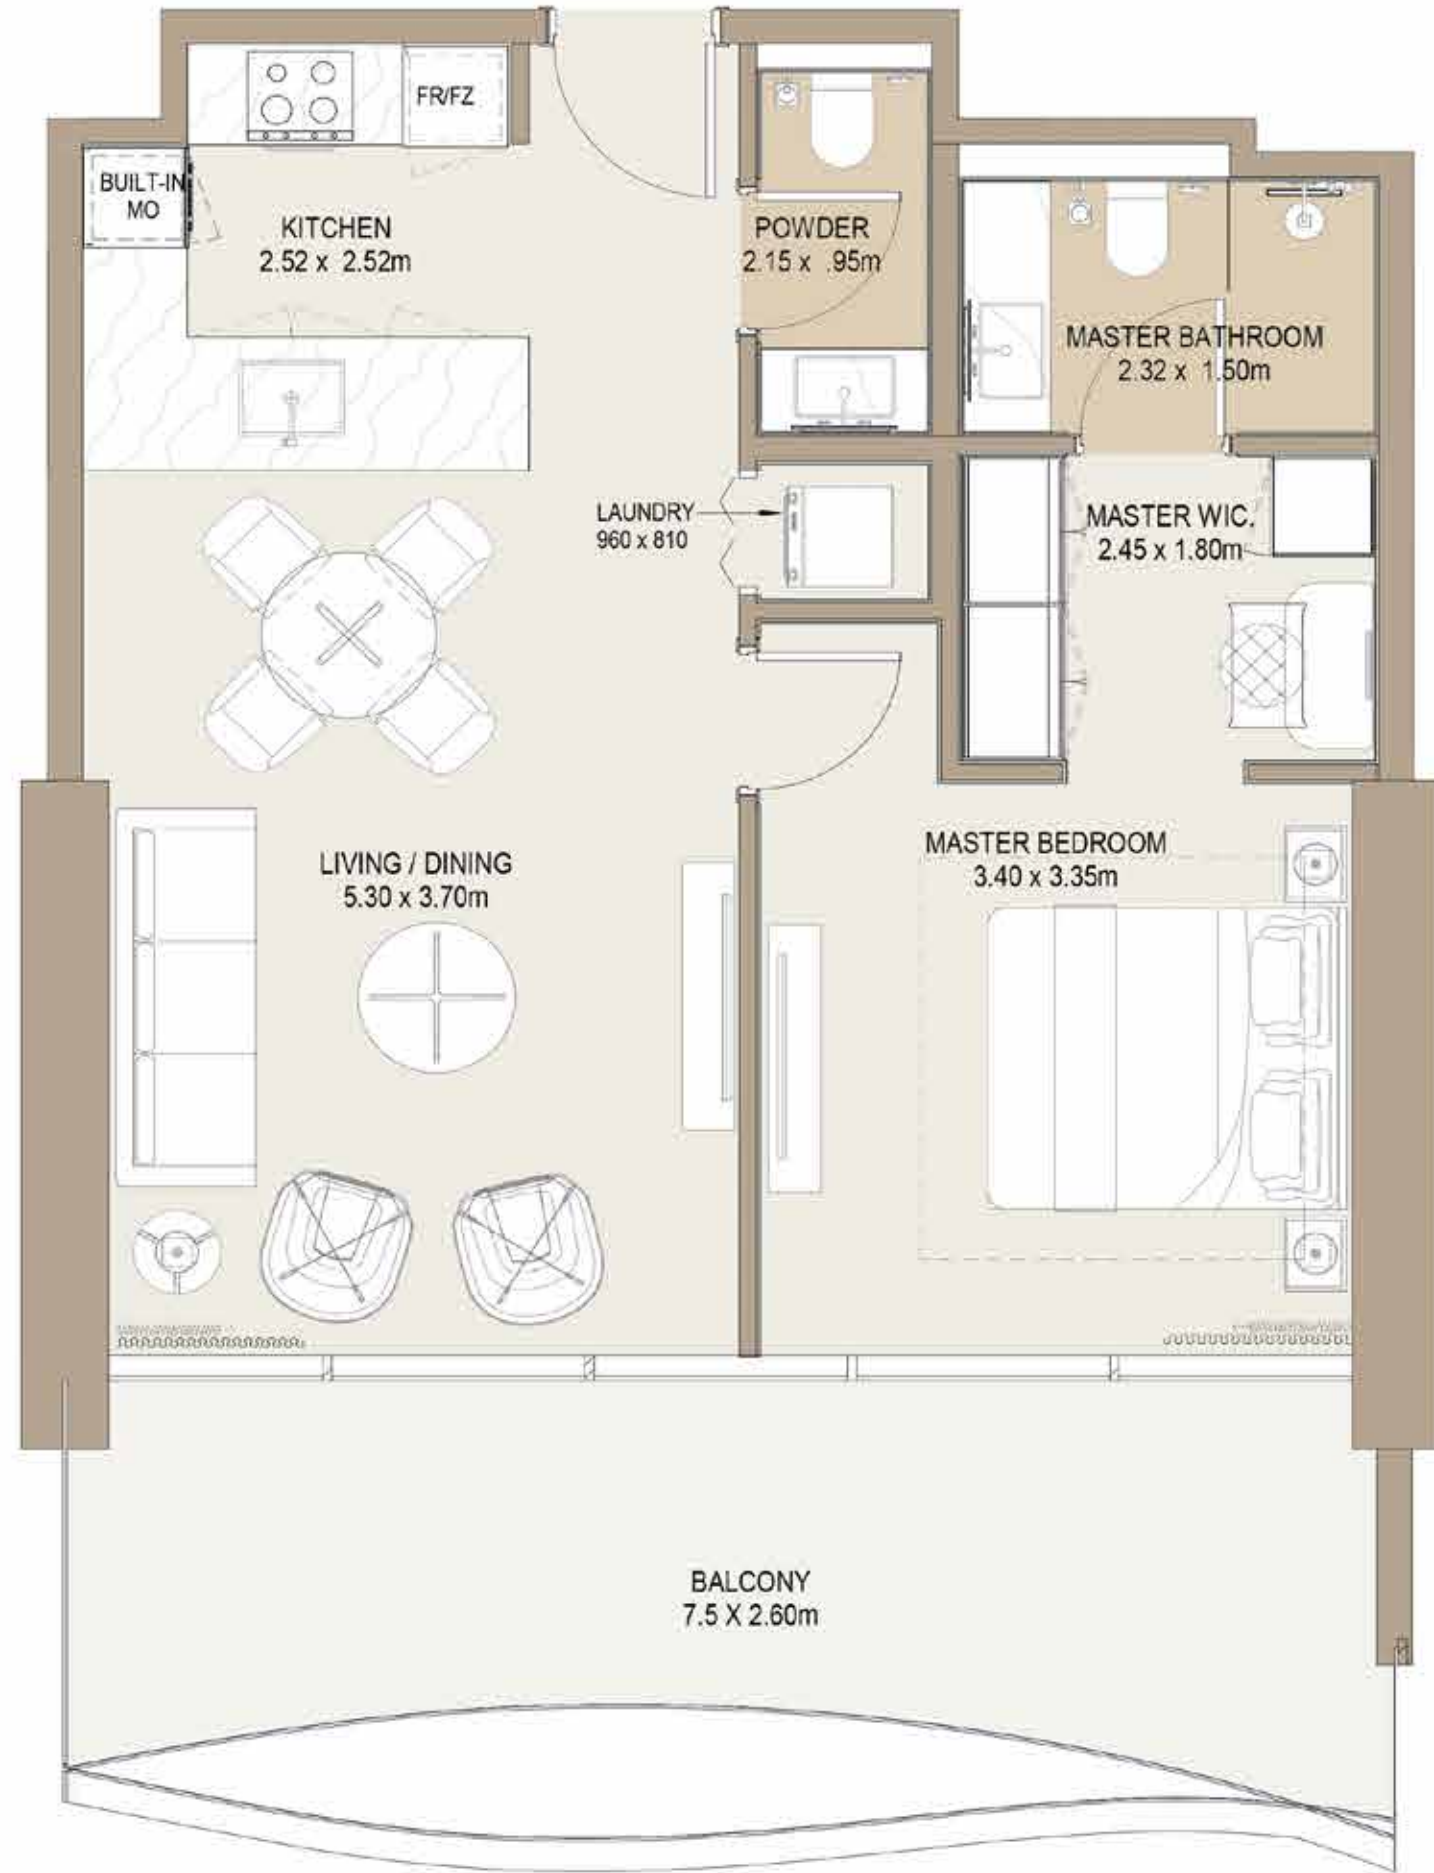 FR/FZ
BUILT-IN
MO
KITCHEN
2.52 x 2.52m
POWDER
2.15 x .95m
MASTER BATHROOM
2.32 x 1.50m
LAUNDRY
960 x 810
MASTER WIC.
2.45 x 1.80m
LIVING / DINING
5.30 x 3.70m
MASTER BEDROOM
3.40 x 3.35m
BALCONY
7.5 X 2.60m